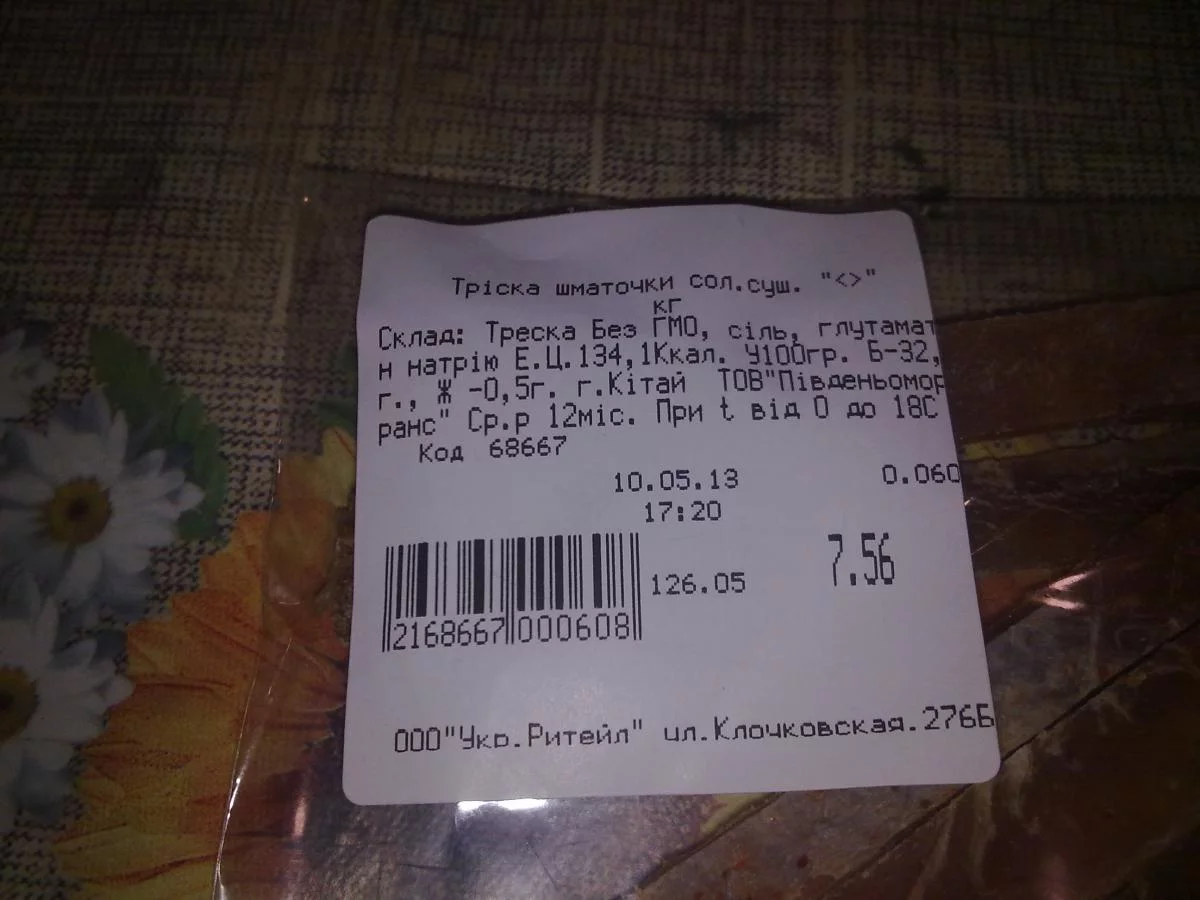 Тріска шматочки сол.суш. "<>"
кг
Склад: Треска Без ГМО, сіль, глутамат
н натрію Е.Ц.134,1Ккал. У100гр. Б-32,
г., Ж -0,5г. г.Кітай ТОВ"Південьомор
ранс" Ср.р 12міс. При t від 0 до 18С
Код 68667
10.05.13 0.060
17:20
126.05 7.56
2168667 000608
ООО"Укр.Ритейл" ул.Клочковская.276Б